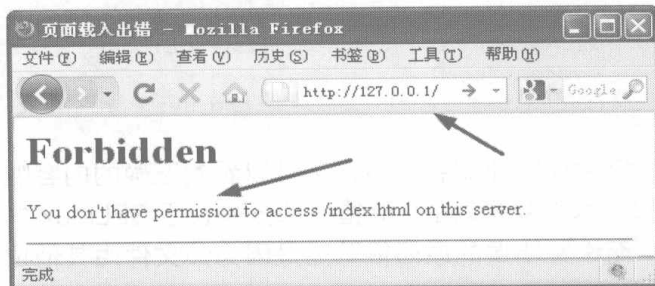 页面载入出错 - Mozilla Firefox
文件(F) 编辑(E) 查看(V) 历史(S) 书签(B) 工具(T) 帮助(H)
http://127.0.0.1/ Google
Forbidden
You don't have permission to access /index.html on this server.
完成